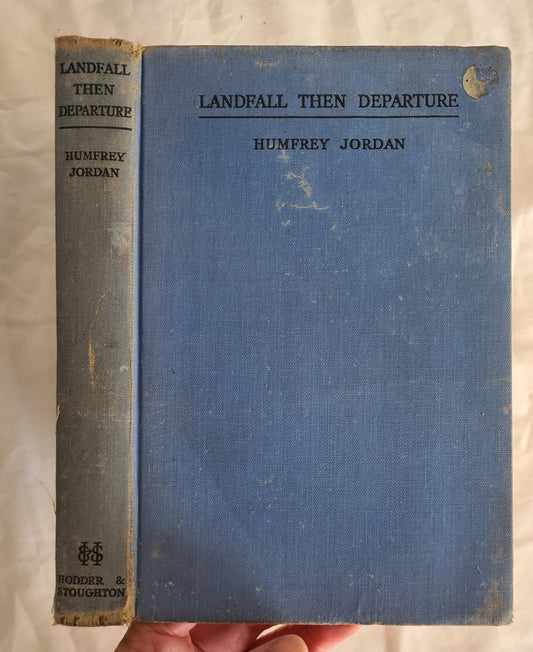 LANDFALL
THEN
DEPARTURE
HUMFREY
JORDAN
HODDER &
STOUGHTON
LANDFALL THEN DEPARTURE
HUMFREY JORDAN